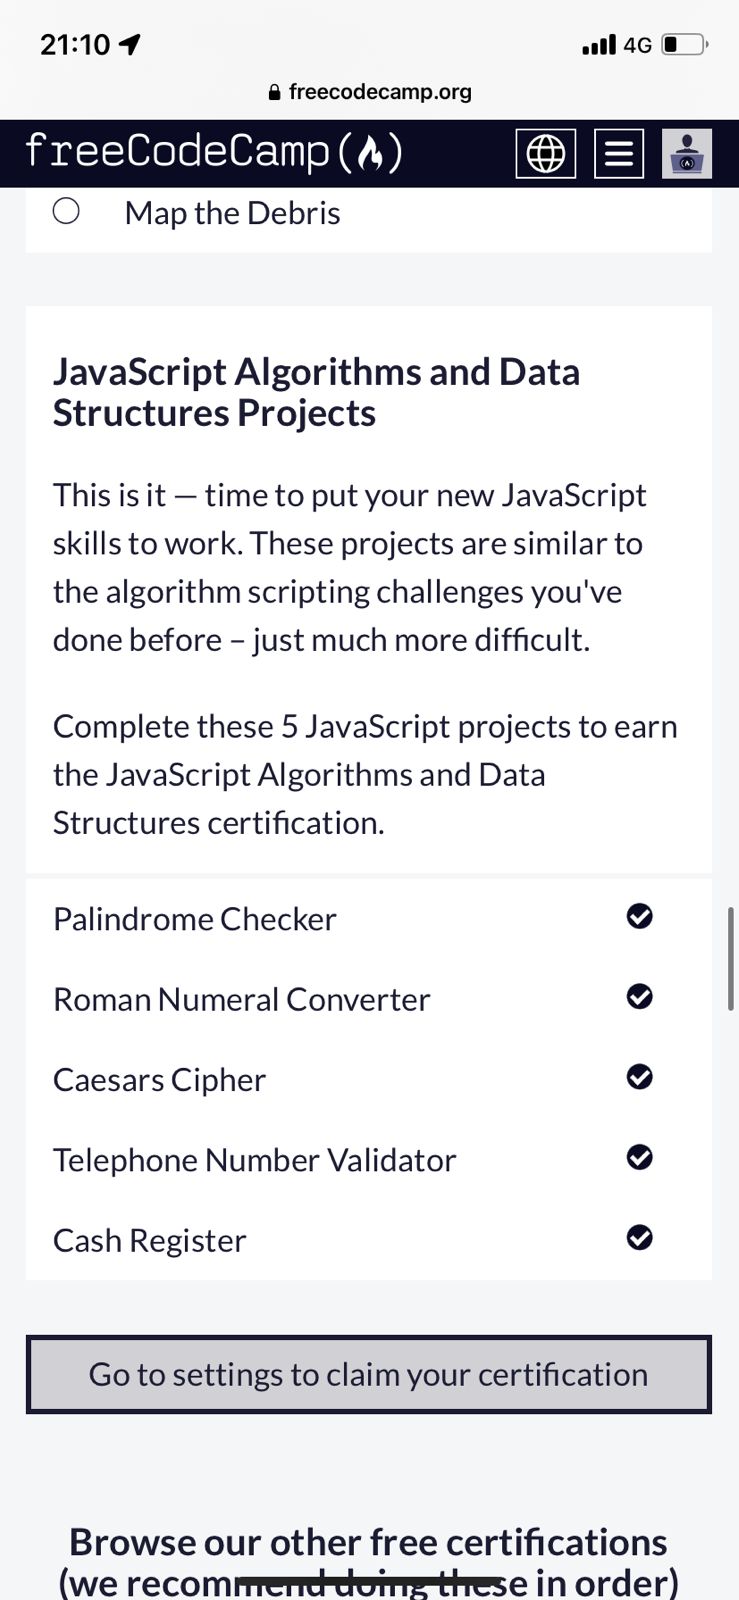 21:10
4G
freecodecamp.org
freeCodeCamp(🔥)
Map the Debris
JavaScript Algorithms and Data
Structures Projects
This is it — time to put your new JavaScript
skills to work. These projects are similar to
the algorithm scripting challenges you've
done before – just much more difficult.
Complete these 5 JavaScript projects to earn
the JavaScript Algorithms and Data
Structures certification.
Palindrome Checker
Roman Numeral Converter
Caesars Cipher
Telephone Number Validator
Cash Register
Go to settings to claim your certification
Browse our other free certifications
(we recommend doing these in order)